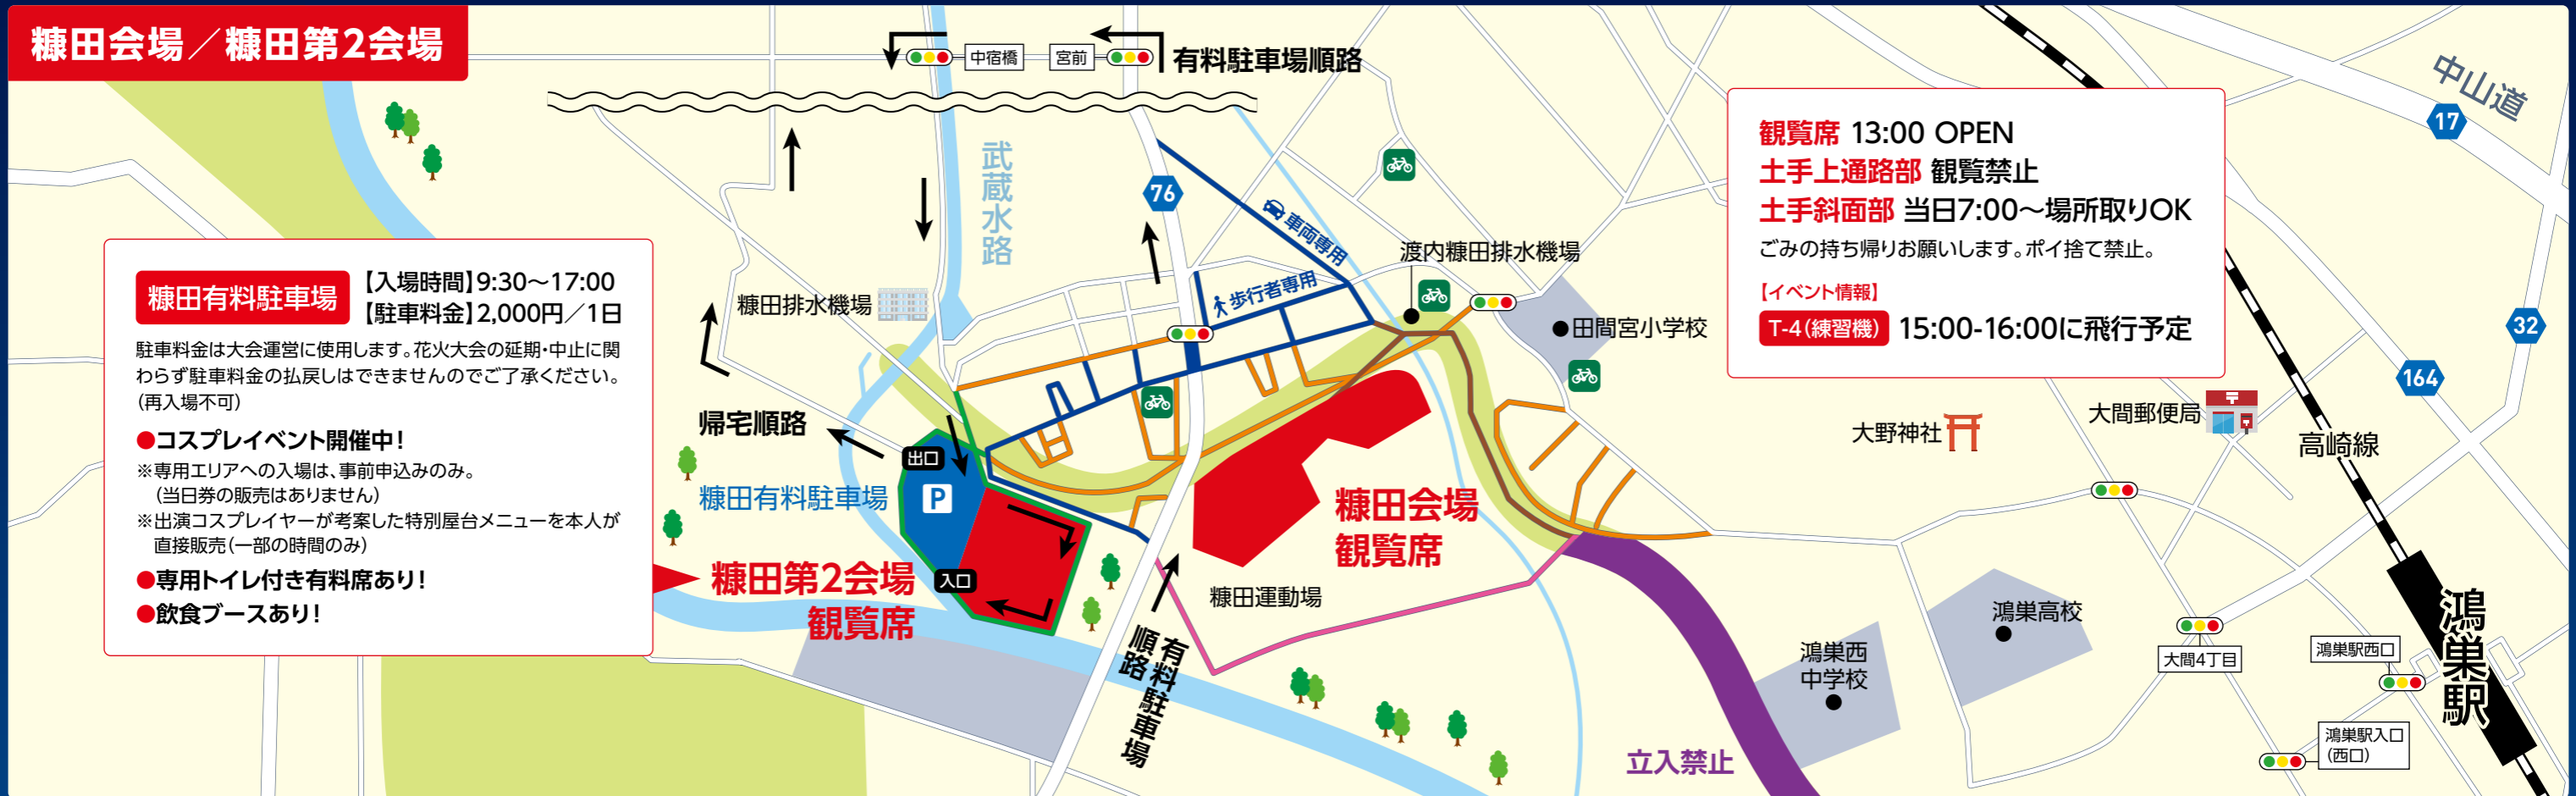 糠田会場／糠田第2会場
中宿橋
宮前
有料駐車場順路
中山道
17
観覧席 13:00 OPEN
土手上通路部 観覧禁止
土手斜面部 当日7:00〜場所取りOK
ごみの持ち帰りお願いします。ポイ捨て禁止。
【イベント情報】
T-4（練習機） 15:00-16:00に飛行予定
武蔵水路
76
車両専用
歩行者専用
渡内糠田排水機場
糠田排水機場
田間宮小学校
32
164
糠田有料駐車場
【入場時間】9:30〜17:00
【駐車料金】2,000円／1日
駐車料金は大会運営に使用します。花火大会の延期・中止に関
わらず駐車料金の払戻しはできませんのでご了承ください。
（再入場不可）
●コスプレイベント開催中！
※専用エリアへの入場は、事前申込みのみ。
（当日券の販売はありません）
※出演コスプレイヤーが考案した特別屋台メニューを本人が
直接販売（一部の時間のみ）
●専用トイレ付き有料席あり！
●飲食ブースあり！
帰宅順路
出口
糠田有料駐車場
P
入口
糠田第2会場
観覧席
糠田会場
観覧席
糠田運動場
有料駐車場
順路
大野神社
大間郵便局
高崎線
鴻巣高校
鴻巣西
中学校
立入禁止
大間4丁目
鴻巣駅西口
鴻巣駅
鴻巣駅入口
（西口）